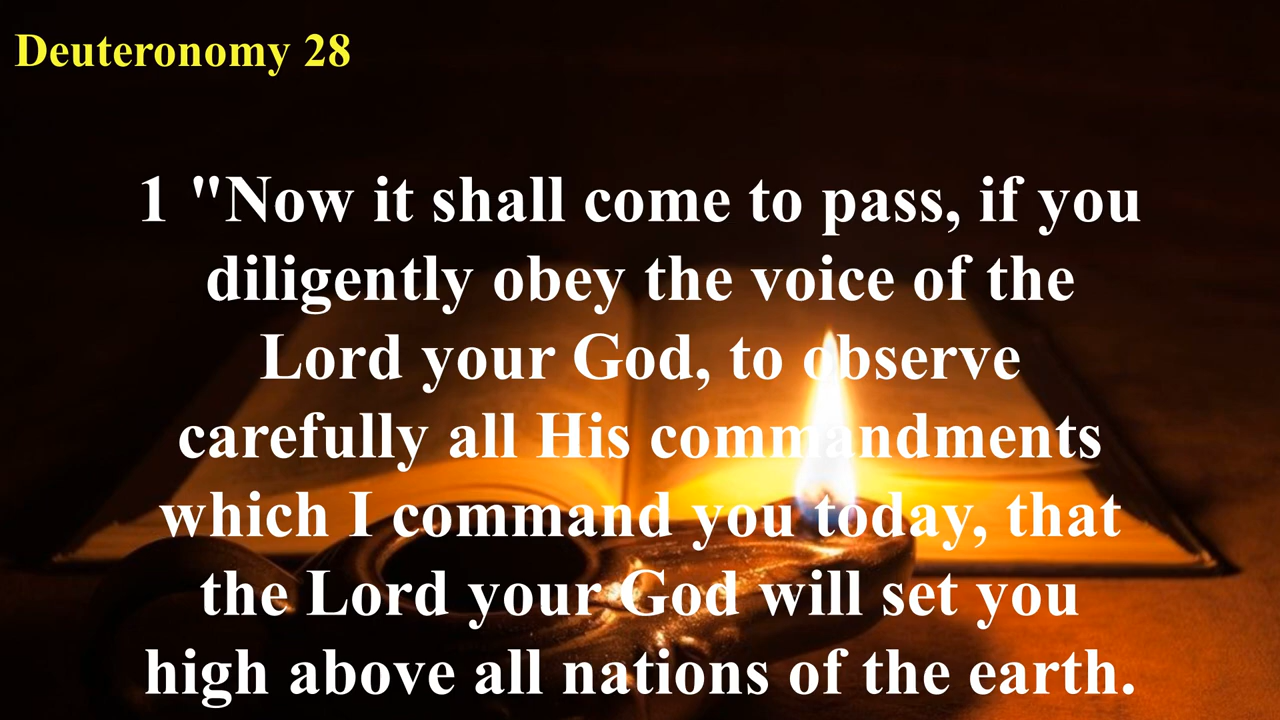 Deuteronomy 28
1 "Now it shall come to pass, if you
diligently obey the voice of the
Lord your God, to observe
carefully all His commandments
which I command you today, that
the Lord your God will set you
high above all nations of the earth.